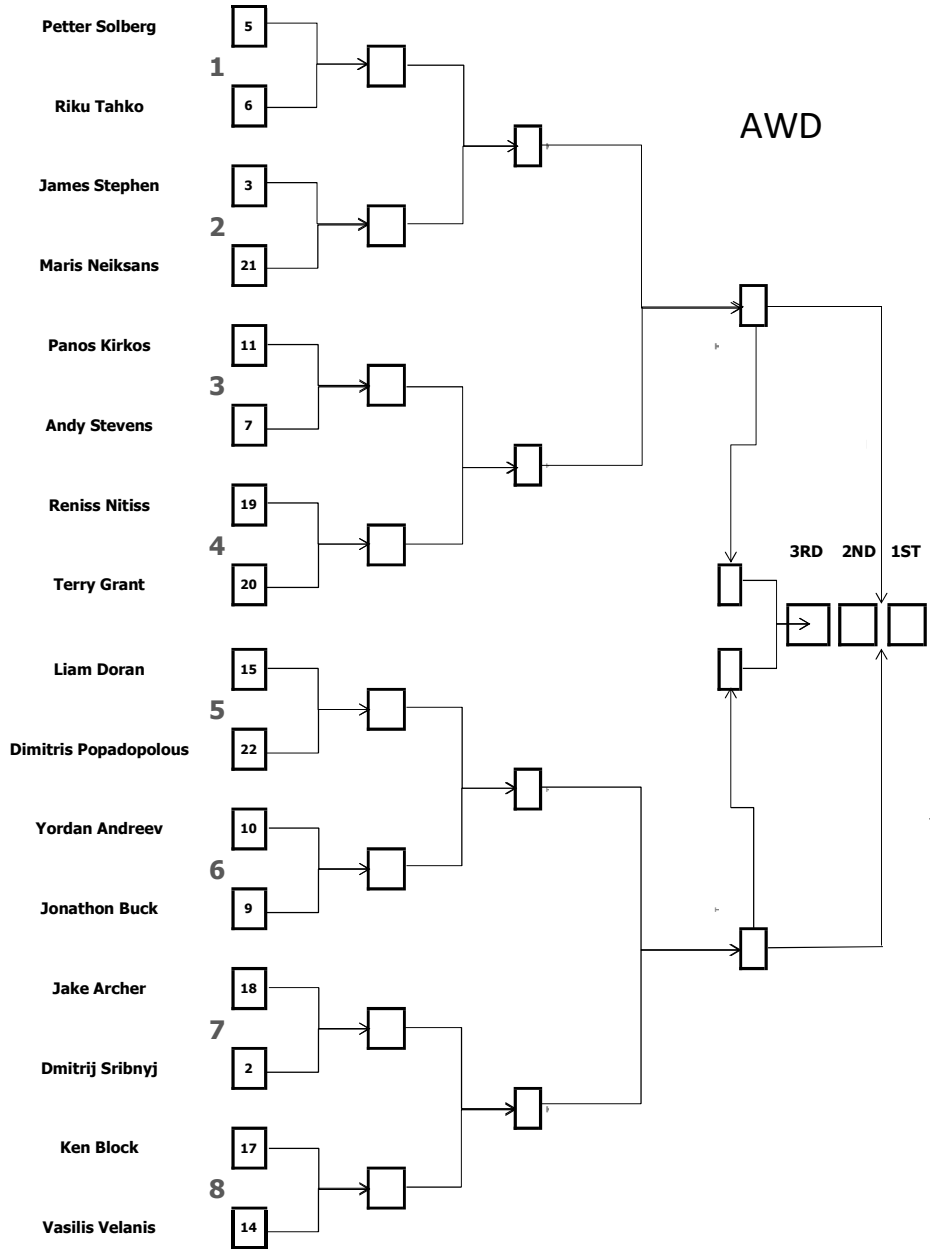 Petter Solberg 5
1
Riku Tahko 6
AWD
James Stephen 3
2
Maris Neiksans 21
Panos Kirkos 11
3
Andy Stevens 7
Reniss Nitiss 19
4
3RD 2ND 1ST
Terry Grant 20
Liam Doran 15
5
Dimitris Popadopolous 22
Yordan Andreev 10
6
Jonathon Buck 9
Jake Archer 18
7
Dmitrij Sribnyj 2
Ken Block 17
8
Vasilis Velanis 14